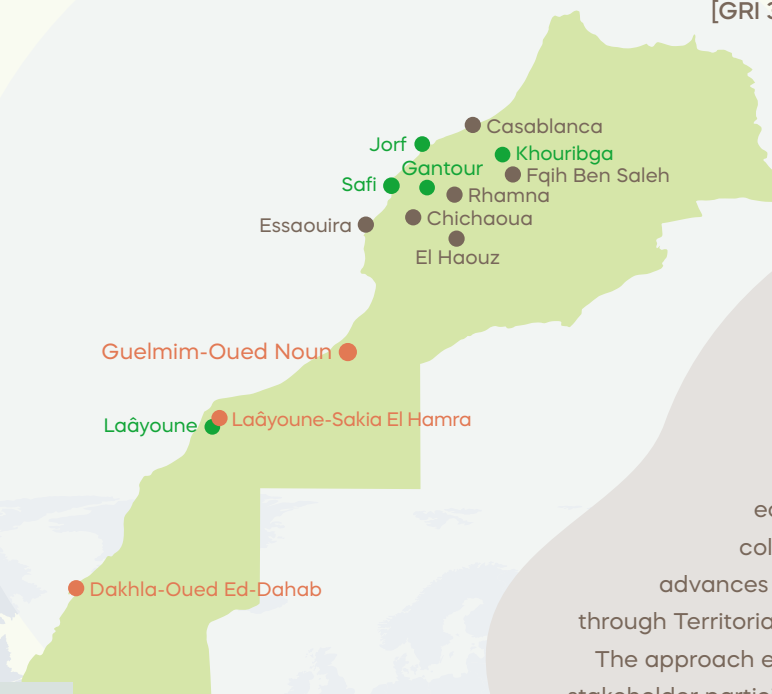 [GRI 3
Casablanca
Jorf
Khouribga
Gantour
Fqih Ben Saleh
Safi
Rhamna
Chichaoua
Essaouira
El Haouz
Guelmim-Oued Noun
Laâyoune-Sakia El Hamra
Laâyoune
Dakhla-Oued Ed-Dahab
advances
through Territoria
The approach e